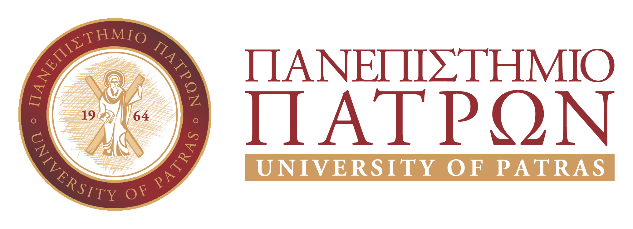 ΠΑΝΕΠΙΣΤΗΜΙΟ ΠΑΤΡΩΝ
19 64
UNIVERSITY OF PATRAS
ΠΑΝΕΠΙΣΤΗΜΙΟ
ΠΑΤΡΩΝ
UNIVERSITY OF PATRAS